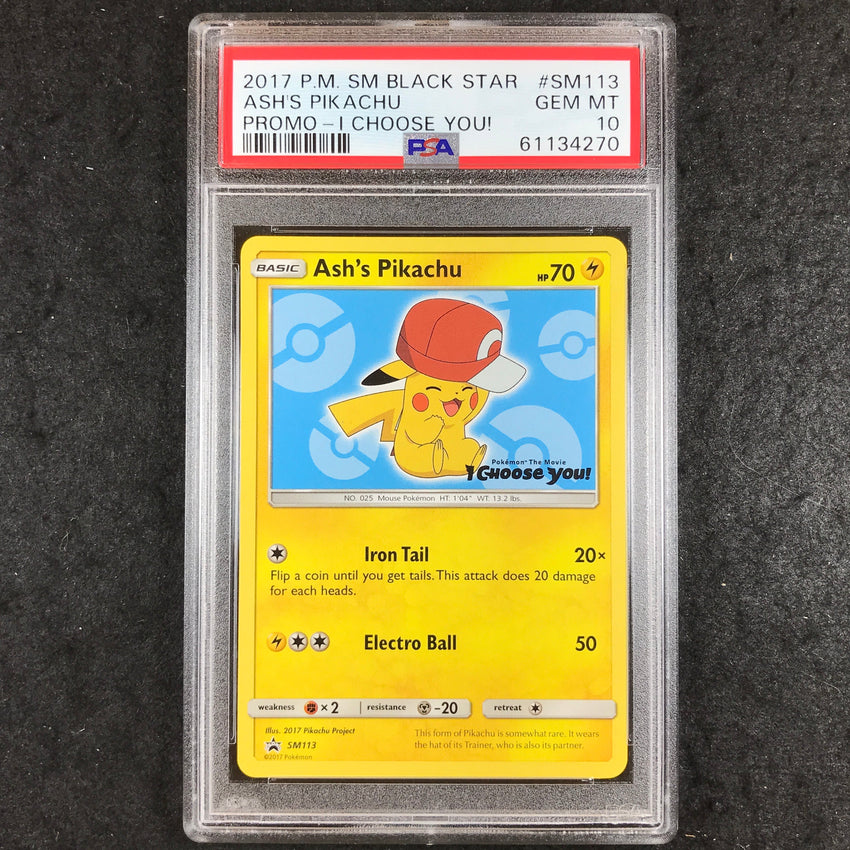 2017 P.M. SM BLACK STAR #SM113
ASH'S PIKACHU GEM MT
PROMO-I CHOOSE YOU! 10
PSA 61134270
BASIC Ash's Pikachu HP 70
Pokémon™ The Movie
I Choose You!
NO. 025 Mouse Pokémon HT: 1'04" WT: 13.2 lbs.
Iron Tail 20×
Flip a coin until you get tails. This attack does 20 damage
for each heads.
Electro Ball 50
weakness ×2 resistance -20 retreat
Illus. 2017 Pikachu Project
SM113
©2017 Pokémon
This form of Pikachu is somewhat rare. It wears
the hat of its Trainer, who is also its partner.